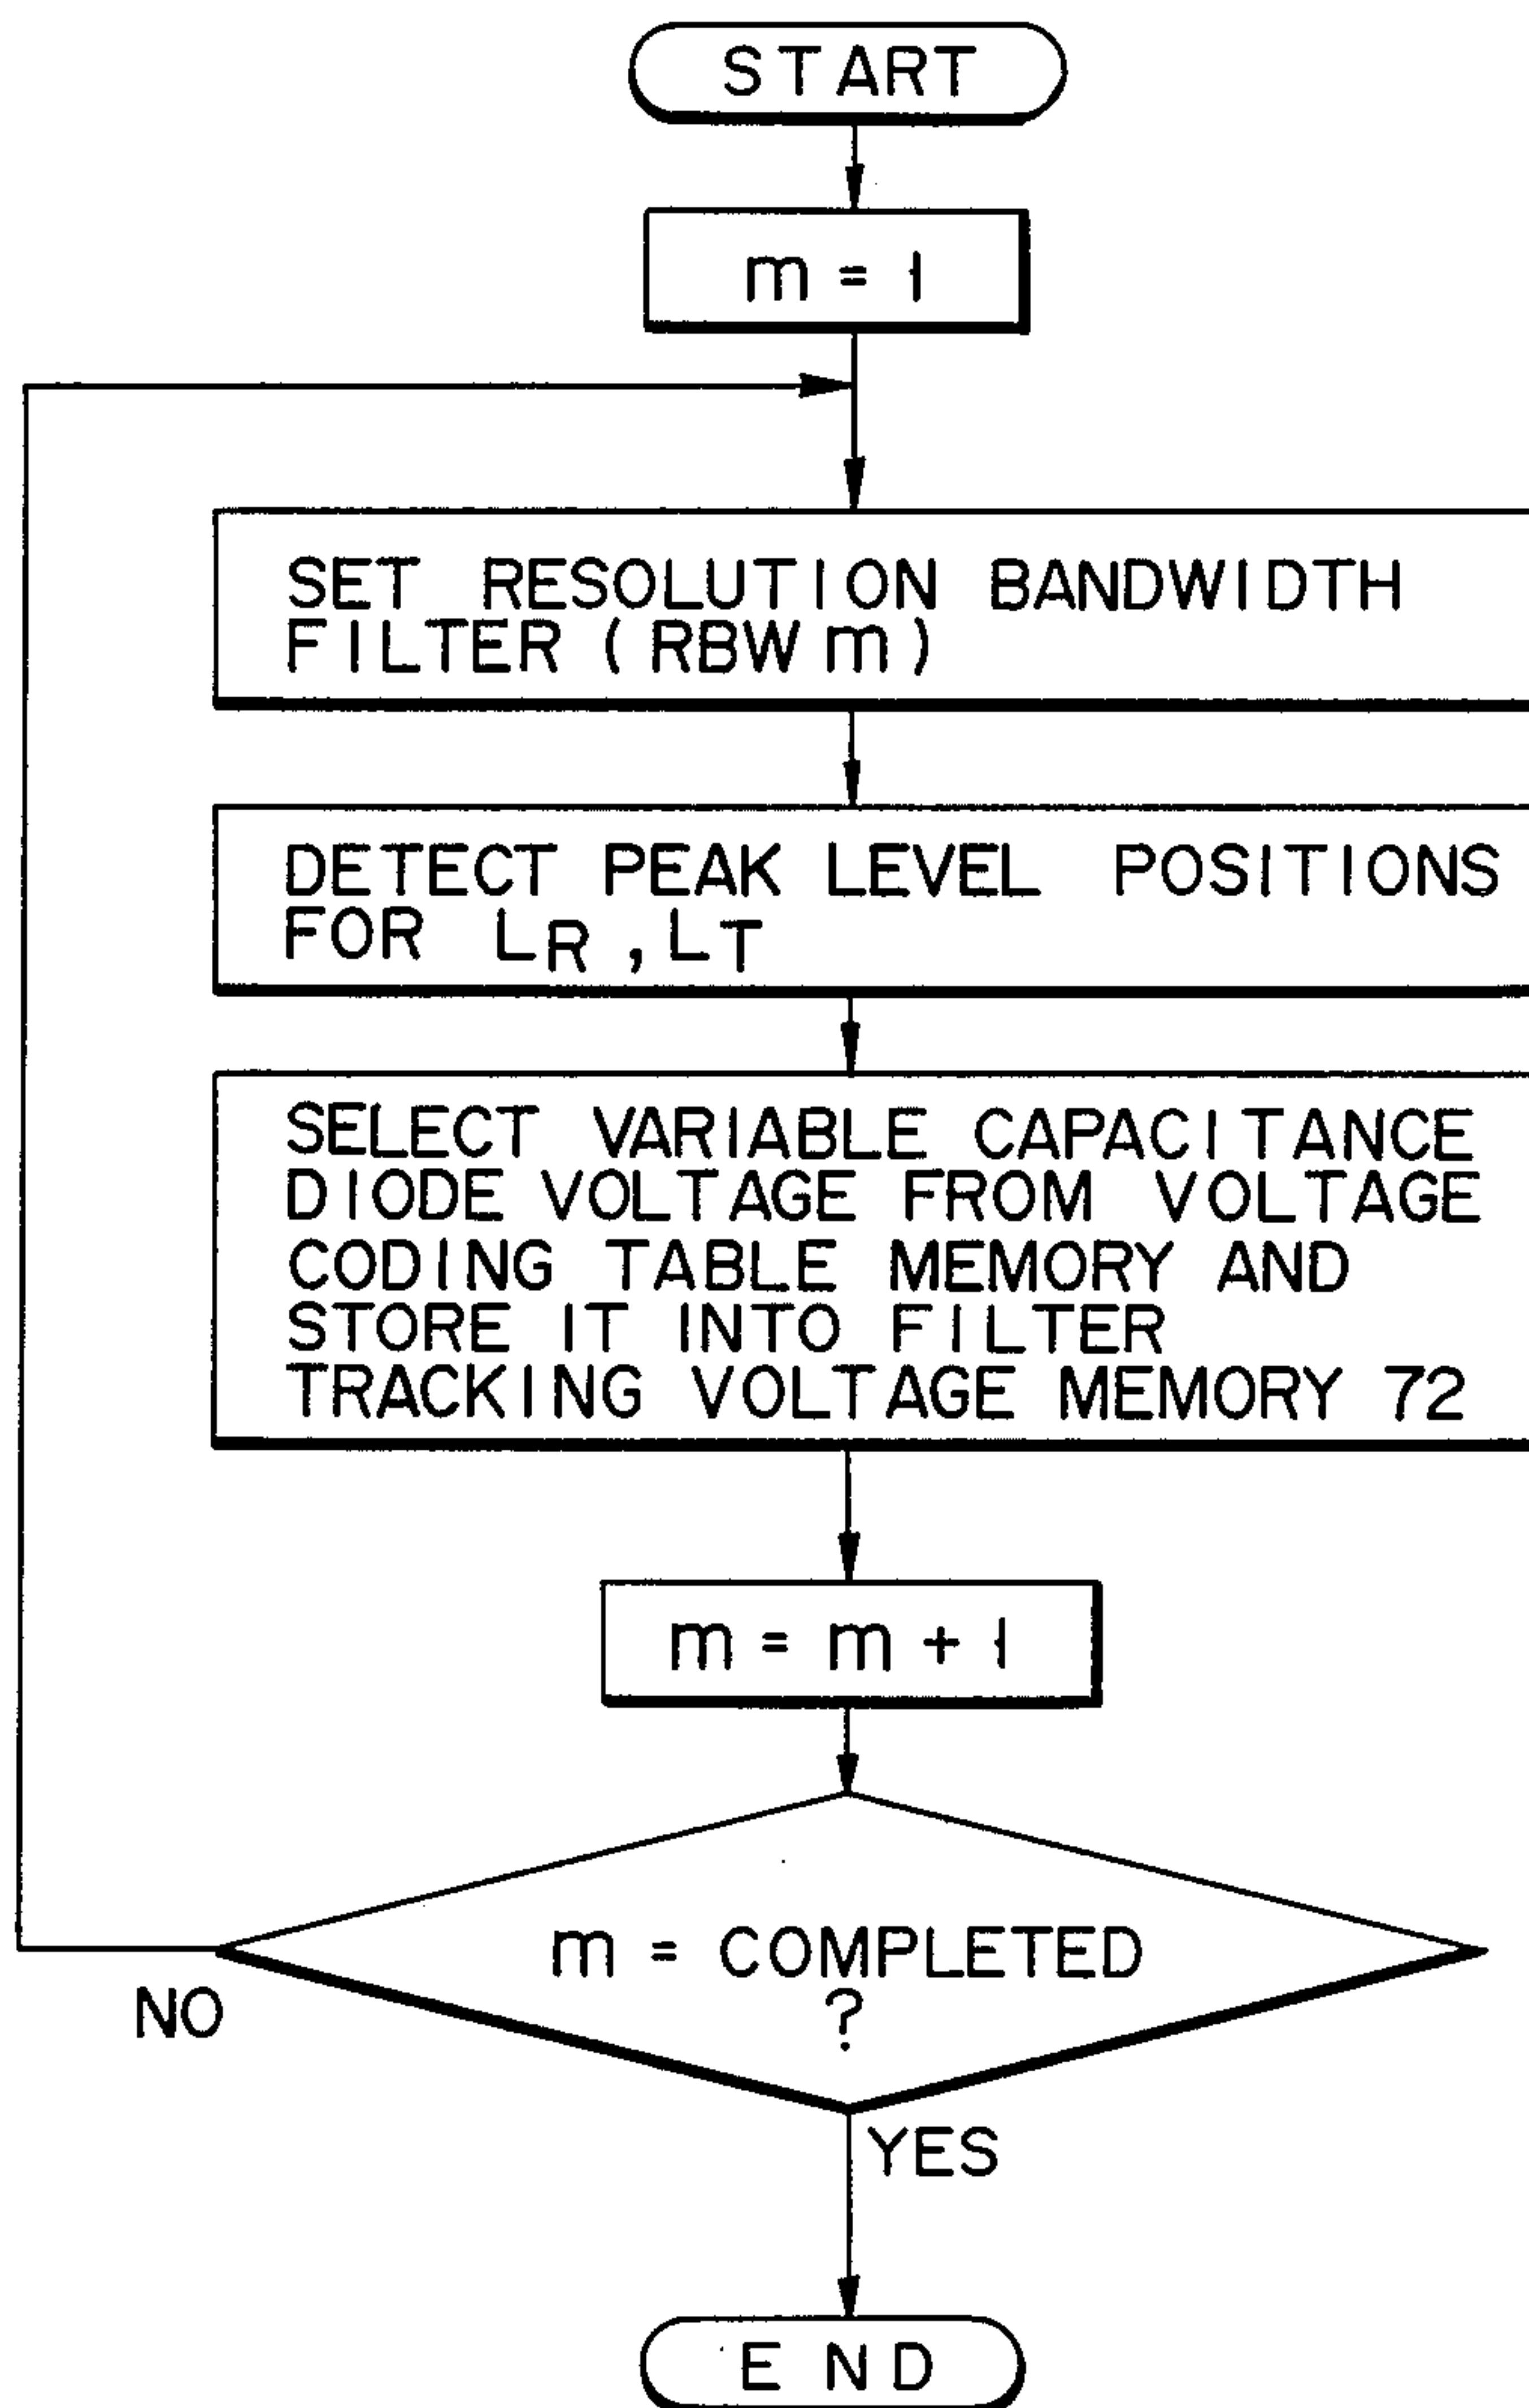 START
m = 1
SET RESOLUTION BANDWIDTH
FILTER (RBW m)
DETECT PEAK LEVEL POSITIONS
FOR LR, LT
SELECT VARIABLE CAPACITANCE
DIODE VOLTAGE FROM VOLTAGE
CODING TABLE MEMORY AND
STORE IT INTO FILTER
TRACKING VOLTAGE MEMORY 72
m = m + 1
m = COMPLETED
?
NO
YES
END